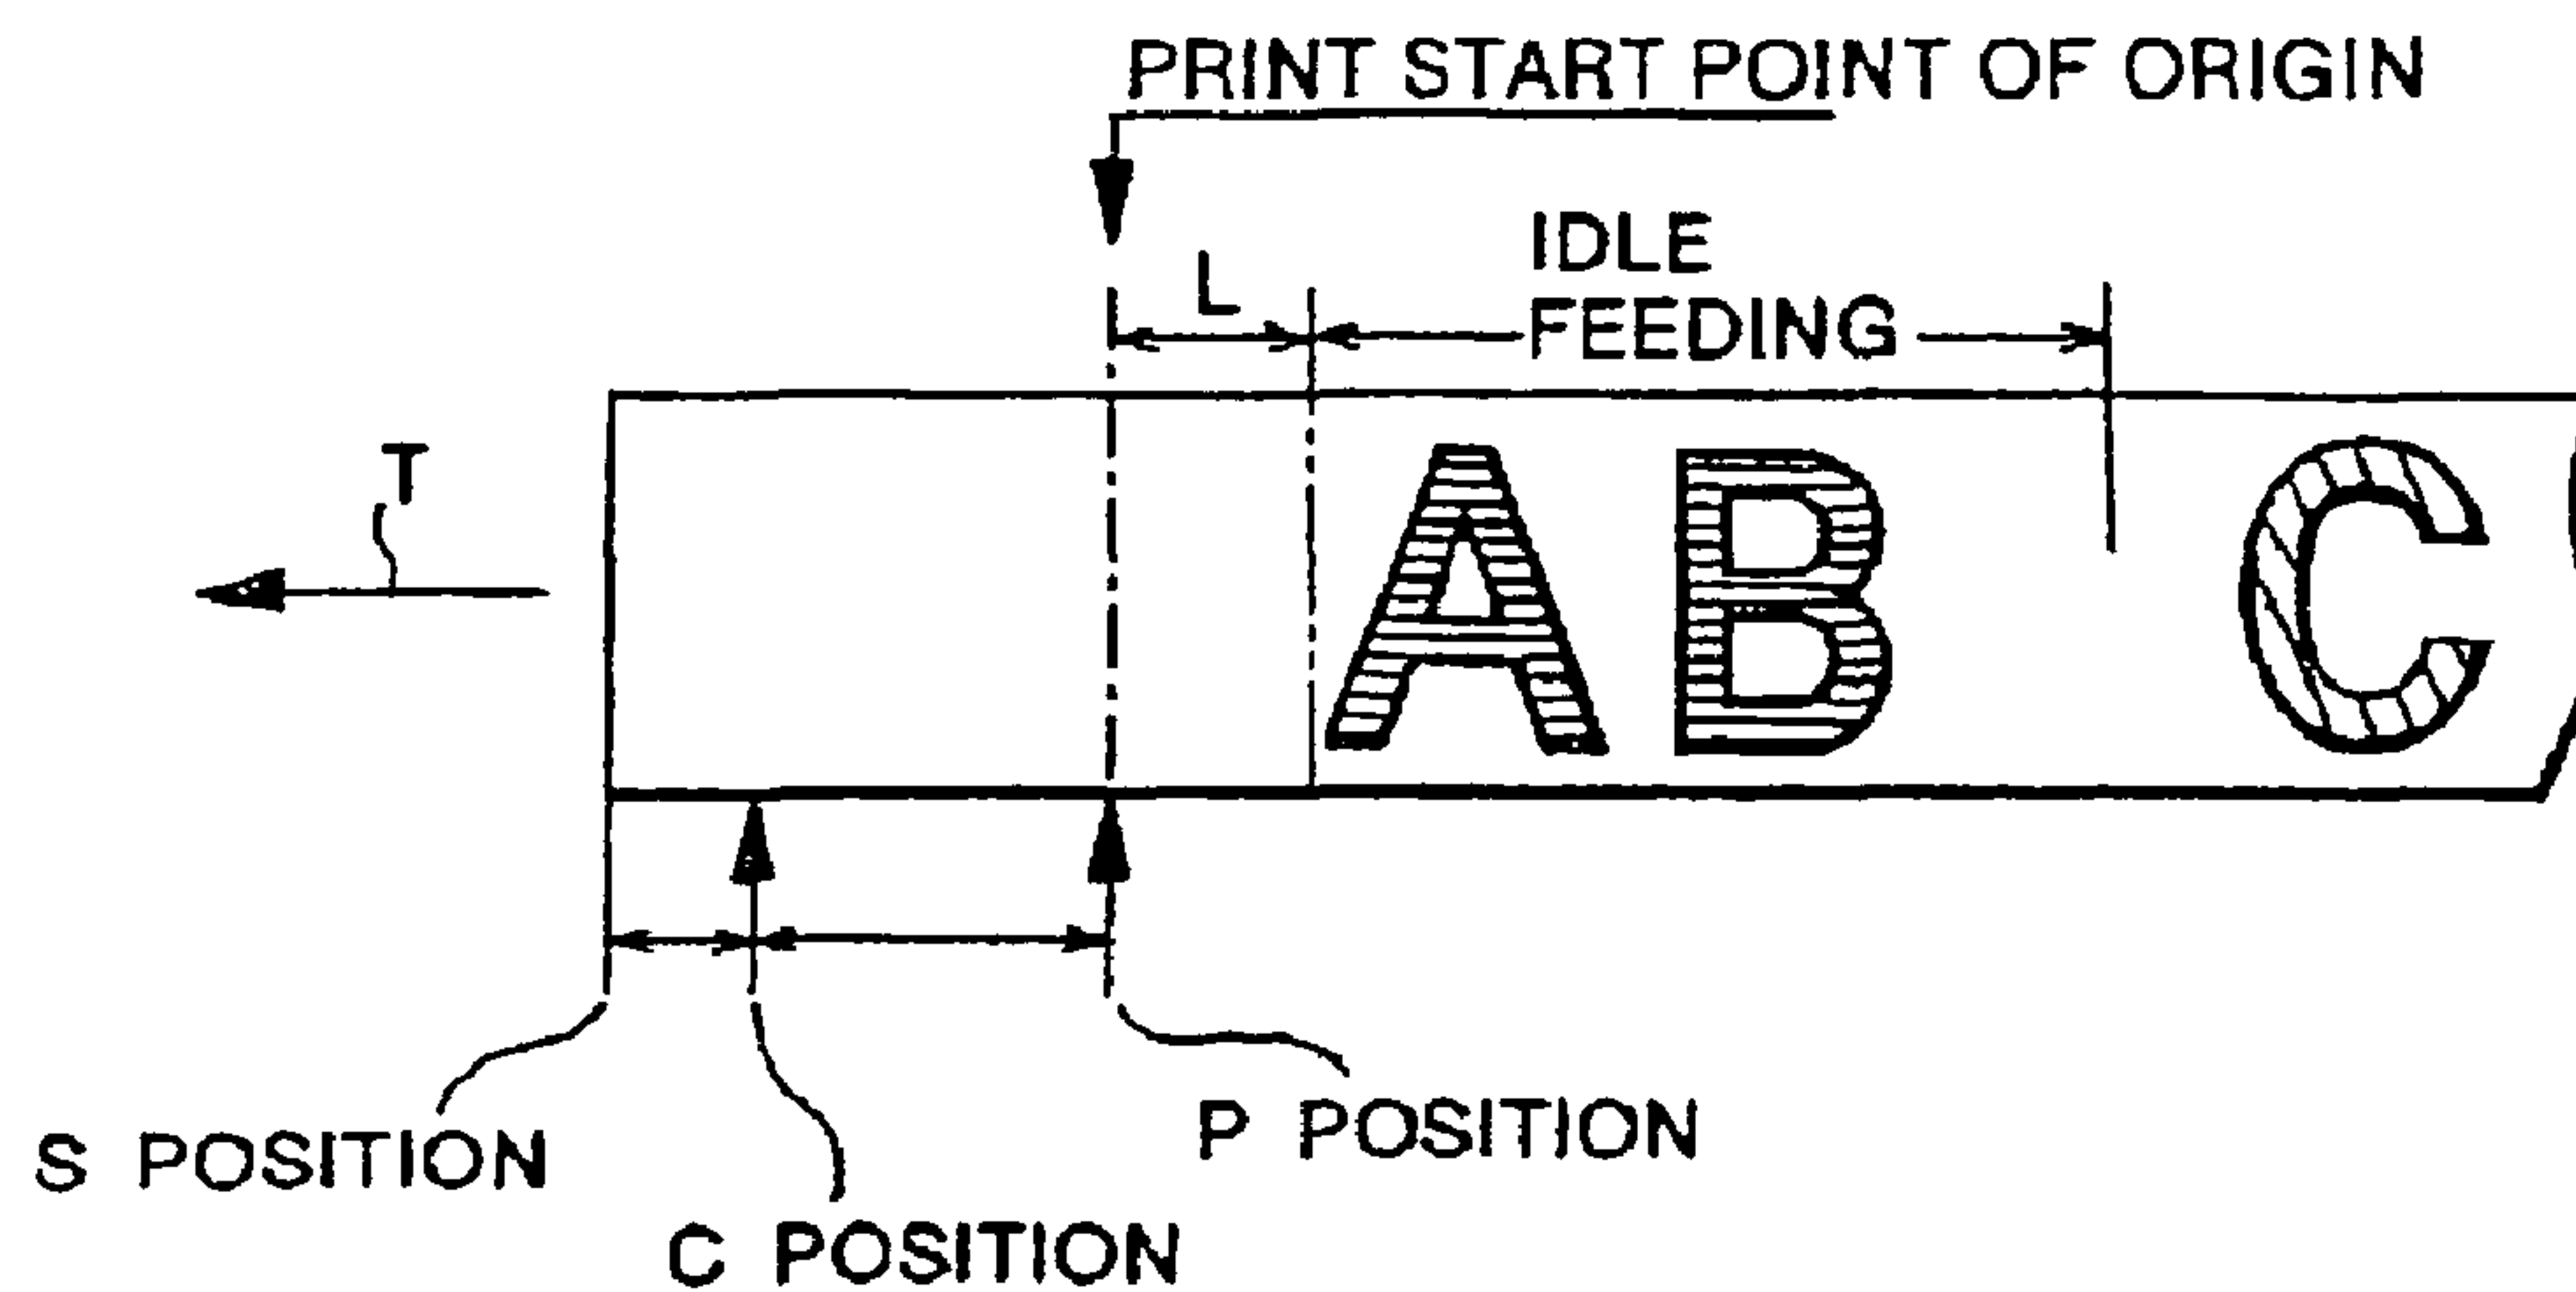 PRINT START POINT OF ORIGIN
L
IDLE
FEEDING
T
AB C
S POSITION
P POSITION
C POSITION